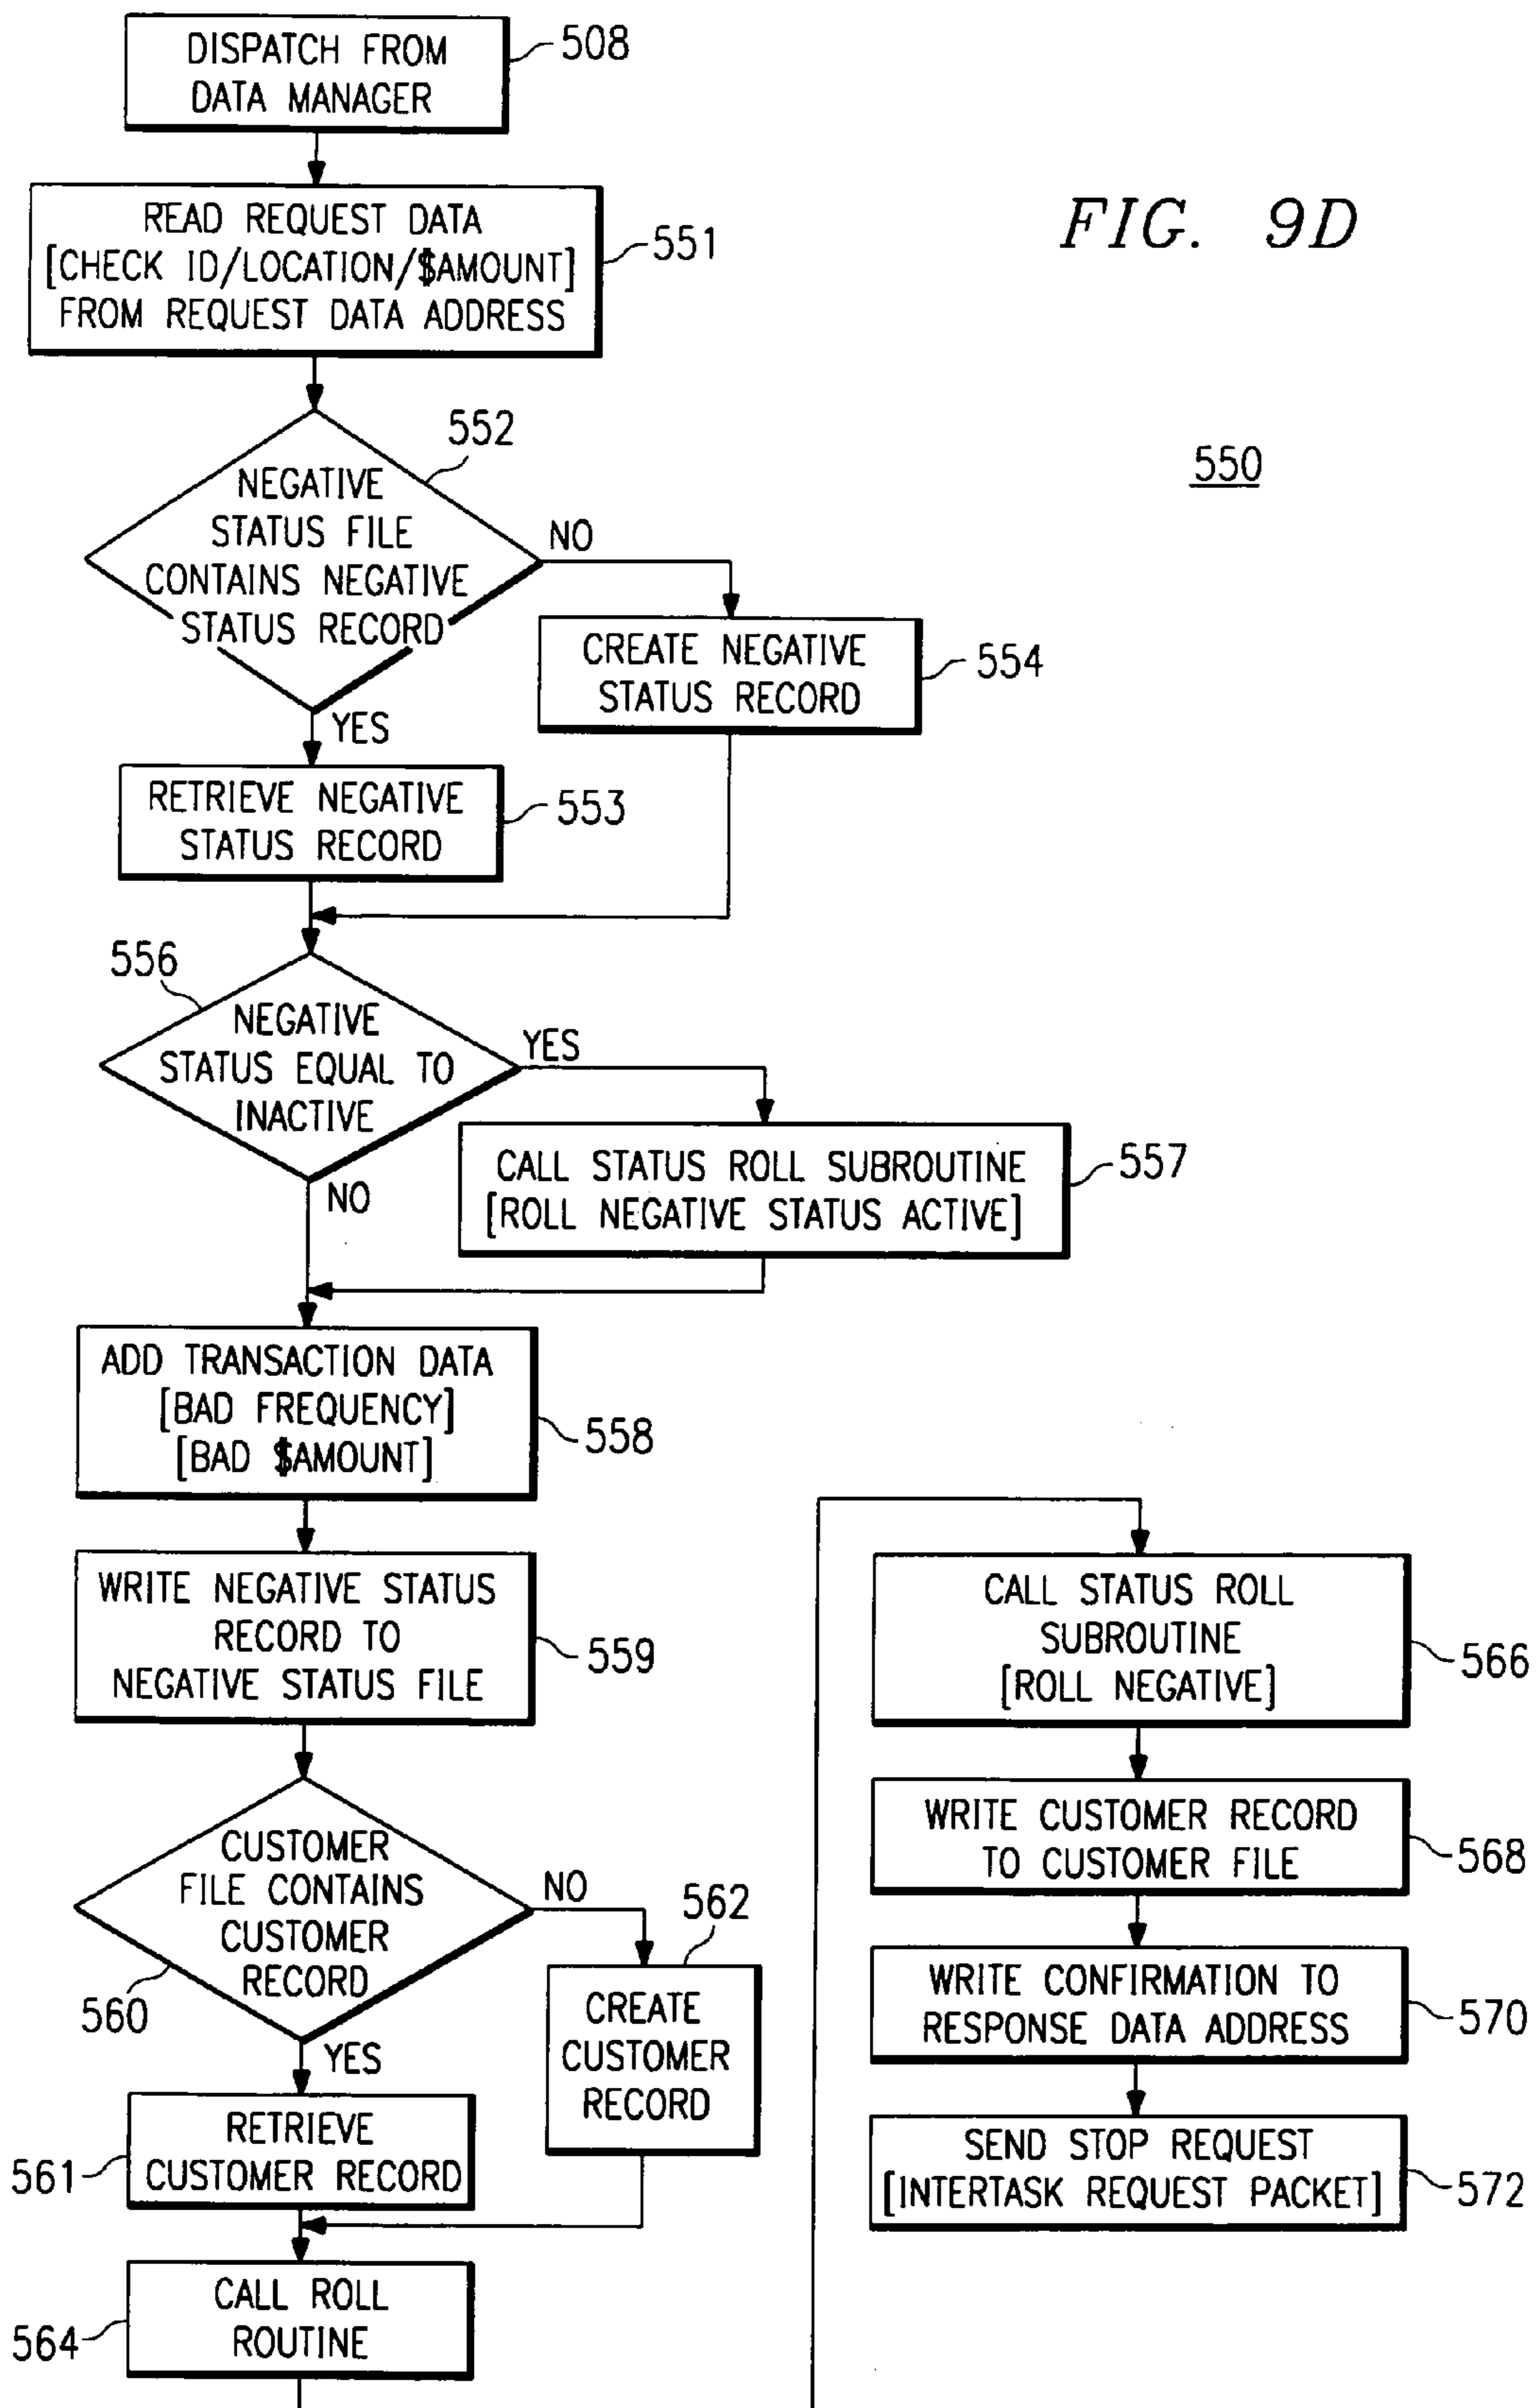 DISPATCH FROM
DATA MANAGER
508
READ REQUEST DATA
[CHECK ID/LOCATION/$AMOUNT]
FROM REQUEST DATA ADDRESS
551
FIG. 9D
550
552
NEGATIVE
STATUS FILE
CONTAINS NEGATIVE
STATUS RECORD
NO
YES
CREATE NEGATIVE
STATUS RECORD
554
RETRIEVE NEGATIVE
STATUS RECORD
553
556
NEGATIVE
STATUS EQUAL TO
INACTIVE
YES
NO
CALL STATUS ROLL SUBROUTINE
[ROLL NEGATIVE STATUS ACTIVE]
557
ADD TRANSACTION DATA
[BAD FREQUENCY]
[BAD $AMOUNT]
558
WRITE NEGATIVE STATUS
RECORD TO
NEGATIVE STATUS FILE
559
CUSTOMER
FILE CONTAINS
CUSTOMER
RECORD
560
NO
YES
562
CREATE
CUSTOMER
RECORD
RETRIEVE
CUSTOMER RECORD
561
CALL ROLL
ROUTINE
564
CALL STATUS ROLL
SUBROUTINE
[ROLL NEGATIVE]
566
WRITE CUSTOMER RECORD
TO CUSTOMER FILE
568
WRITE CONFIRMATION TO
RESPONSE DATA ADDRESS
570
SEND STOP REQUEST
[INTERTASK REQUEST PACKET]
572